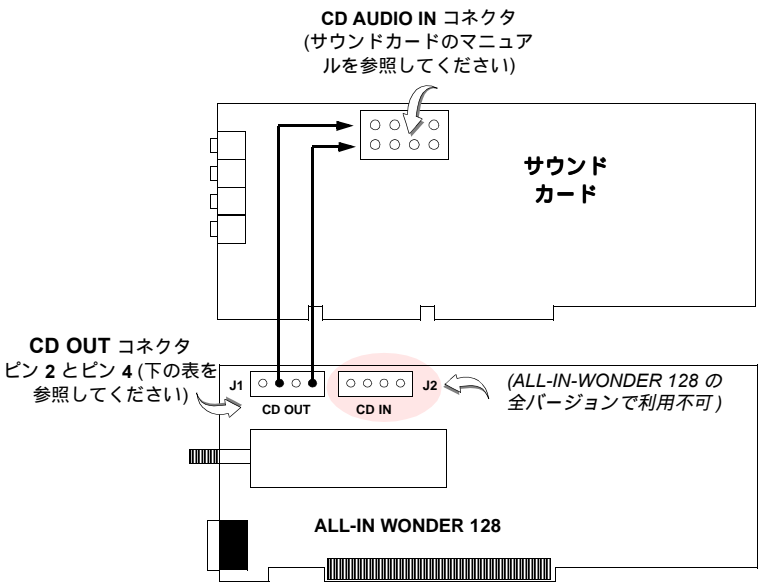 CD AUDIO IN コネクタ
(サウンドカードのマニュア
ルを参照してください)
サウンド
カード
CD OUT コネクタ
ピン 2 とピン 4 (下の表を
参照してください)
J1
CD OUT
CD IN
J2
(ALL-IN-WONDER 128 の
全バージョンで利用不可 )
ALL-IN WONDER 128